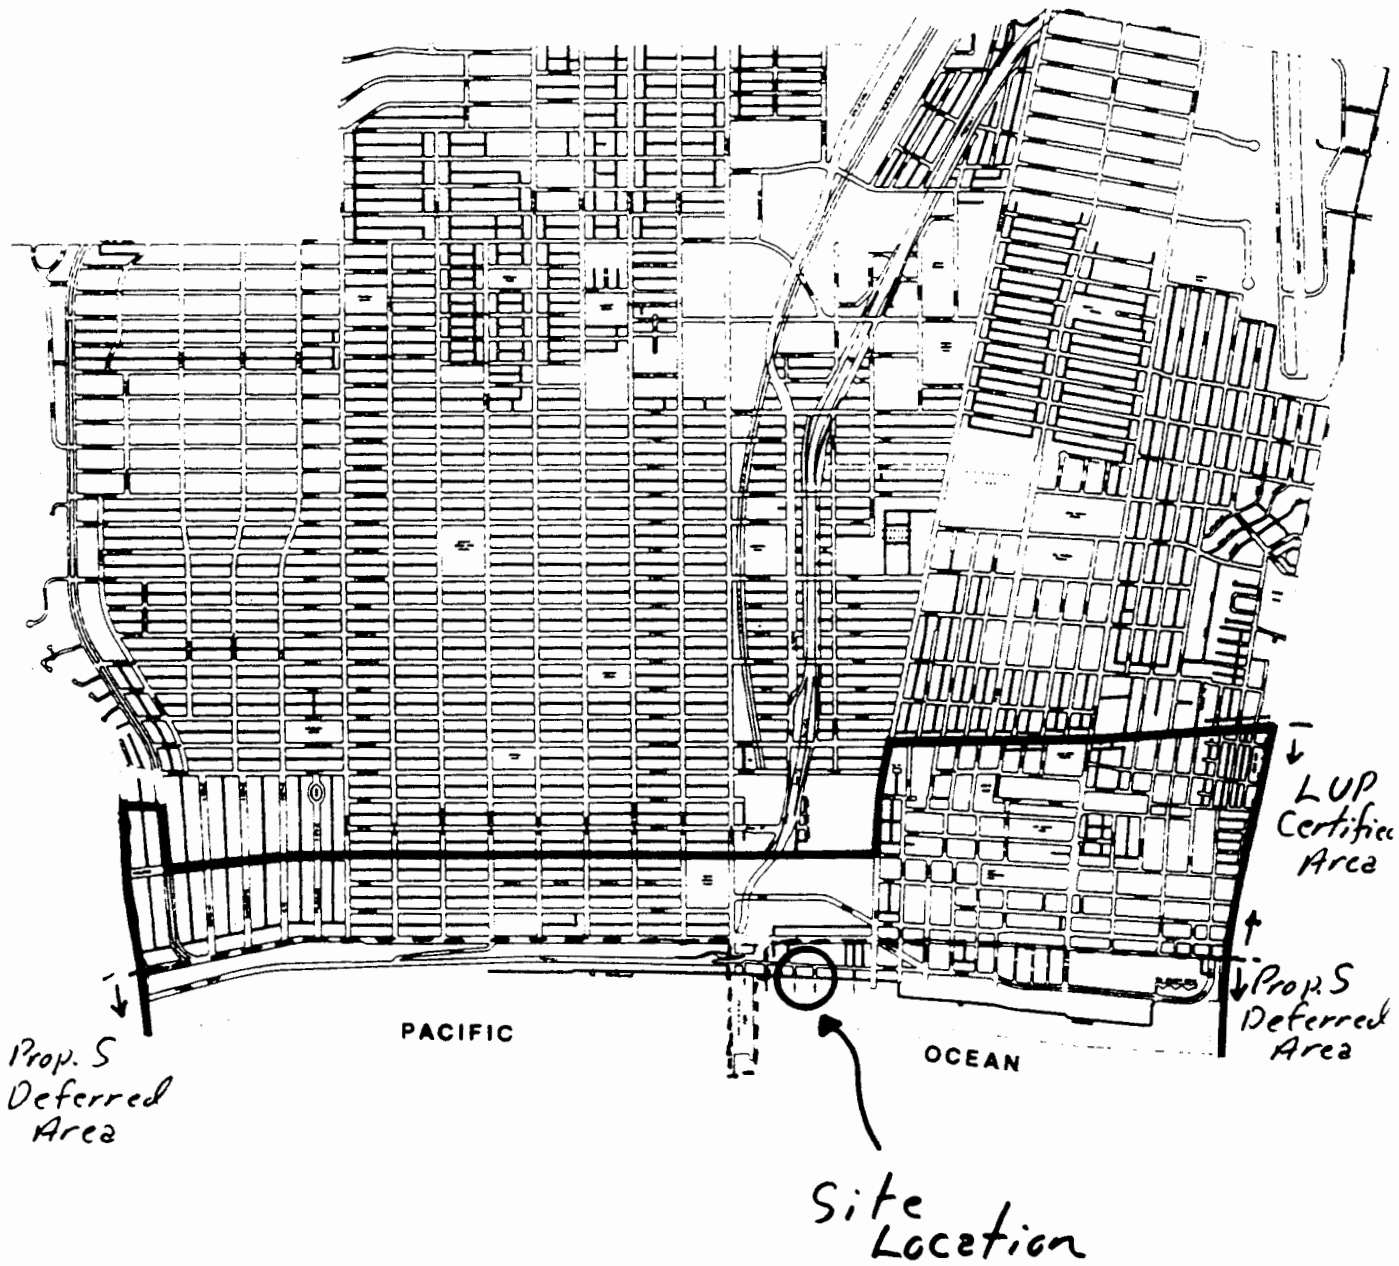 LUP
Certified
Area
Prop. S
Deferred
Area
PACIFIC
OCEAN
Prop. S
Deferred
Area
Site
Location